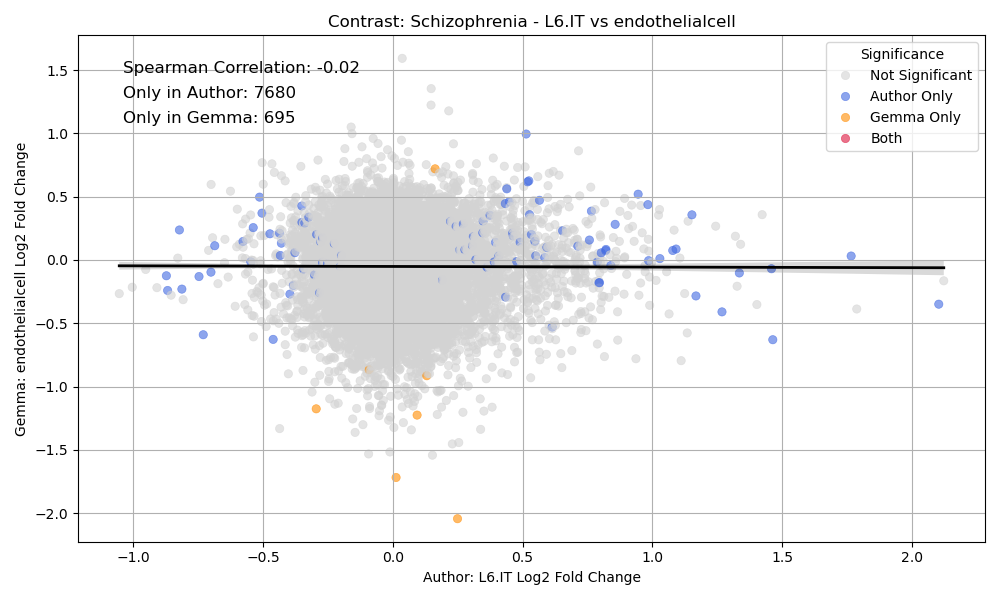 Contrast: Schizophrenia - L6.IT vs endothelialcell
Spearman Correlation: -0.02
Only in Author: 7680
Only in Gemma: 695
Significance
Not Significant
Author Only
Gemma Only
Both
1.5
1.0
0.5
0.0
−0.5
−1.0
−1.5
−2.0
Gemma: endothelialcell Log2 Fold Change
−1.0
−0.5
0.0
0.5
1.0
1.5
2.0
Author: L6.IT Log2 Fold Change